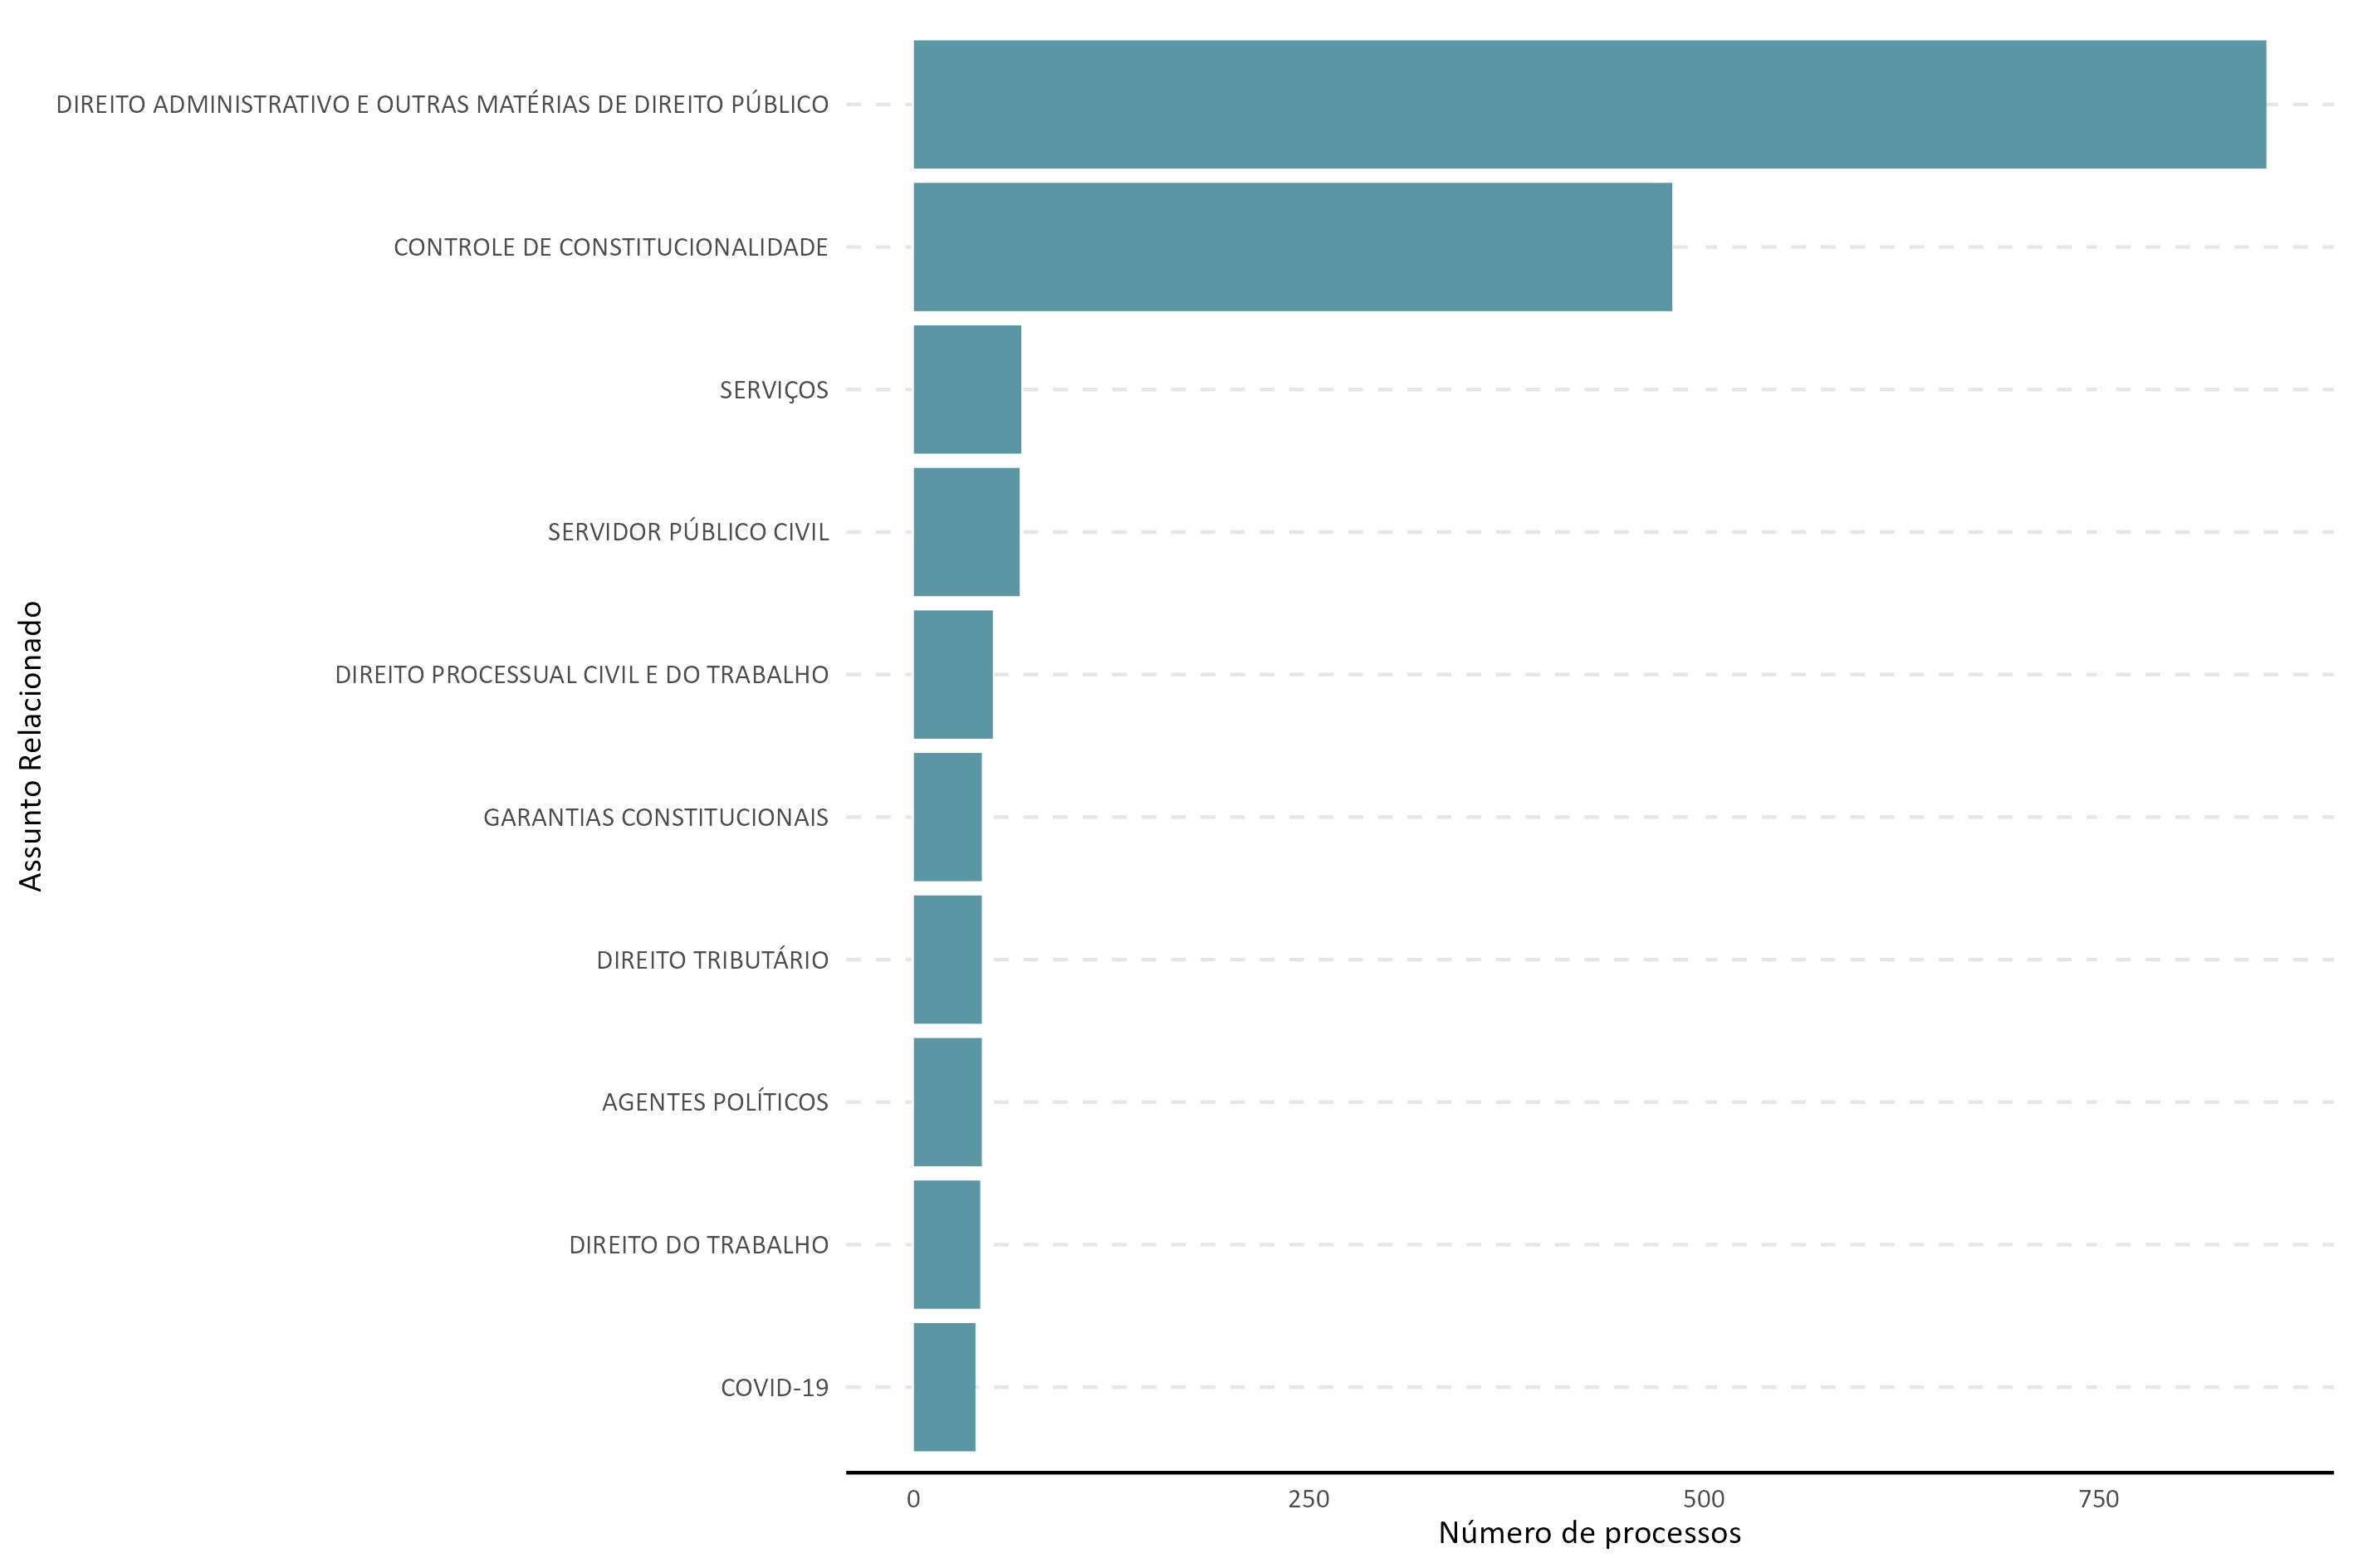 DIREITO ADMINISTRATIVO E OUTRAS MATÉRIAS DE DIREITO PÚBLICO
CONTROLE DE CONSTITUCIONALIDADE
SERVIÇOS
SERVIDOR PÚBLICO CIVIL
DIREITO PROCESSUAL CIVIL E DO TRABALHO
GARANTIAS CONSTITUCIONAIS
DIREITO TRIBUTÁRIO
AGENTES POLÍTICOS
DIREITO DO TRABALHO
COVID-19
Assunto Relacionado
0 250 500 750
Número de processos